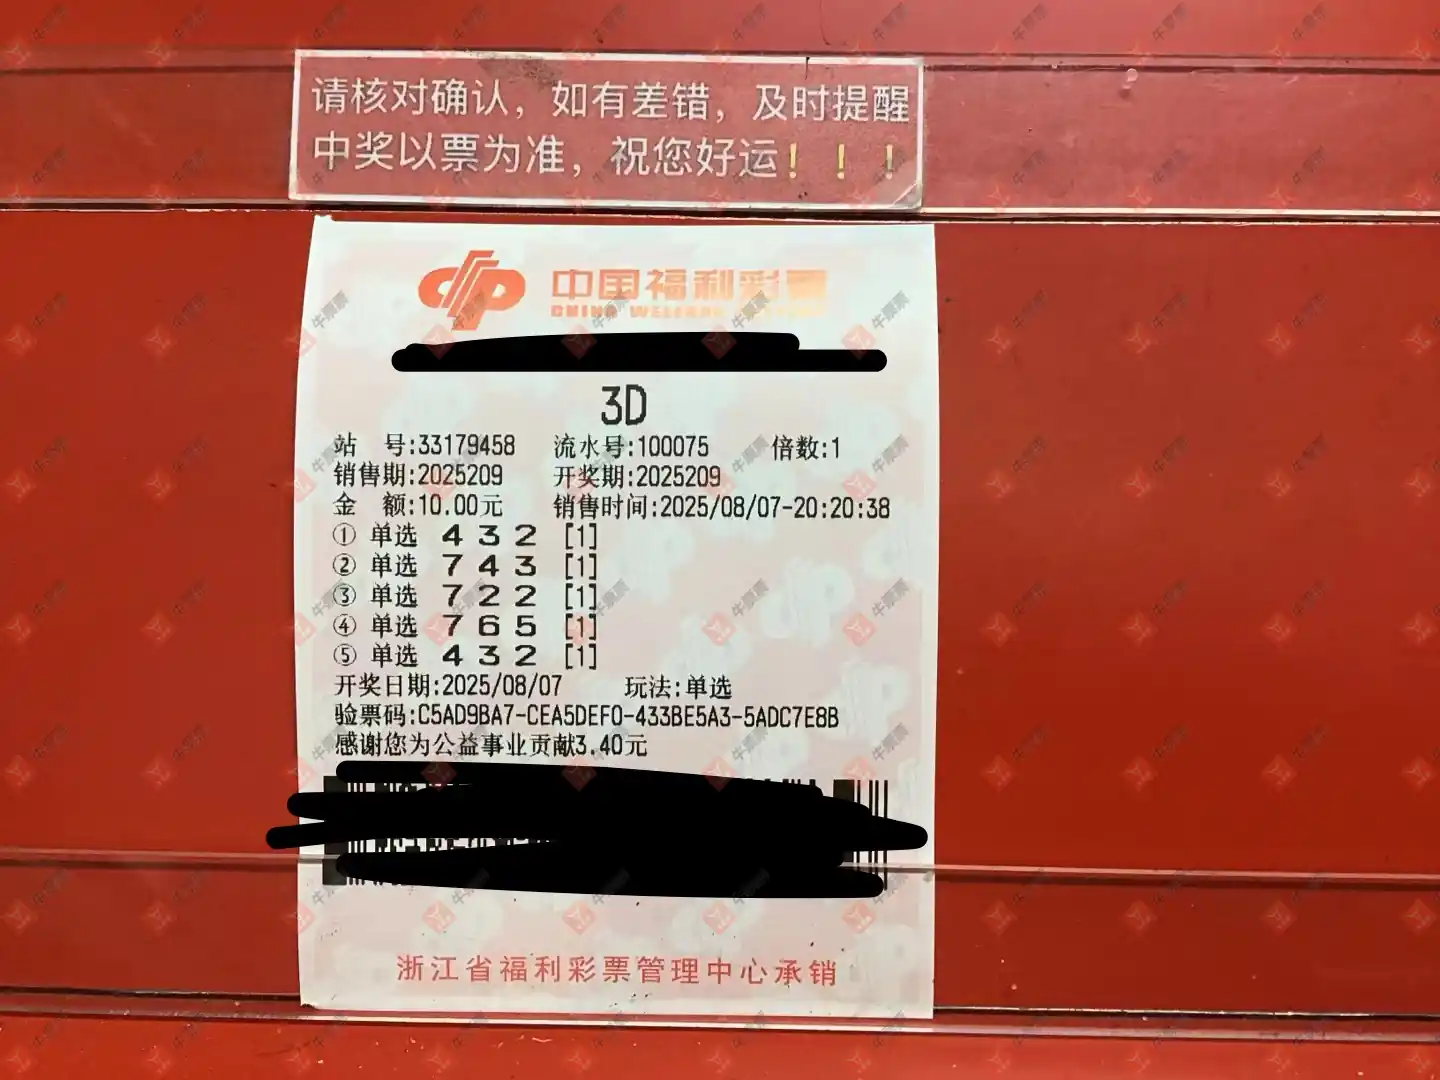 请核对确认，如有差错，及时提醒
中奖以票为准，祝您好运！！！
中国福利彩票
CHINA WELFARE
3D
站 号:33179458 流水号:100075 倍数:1
销售期:2025209 开奖期:2025209
金 额:10.00元 销售时间:2025/08/07-20:20:38
① 单选 4 3 2 [1]
② 单选 7 4 3 [1]
③ 单选 7 2 2 [1]
④ 单选 7 6 5 [1]
⑤ 单选 4 3 2 [1]
开奖日期:2025/08/07 玩法:单选
验票码:C5AD9BA7-CEA5DEF0-433BE5A3-5ADC7E8B
感谢您为公益事业贡献3.40元
浙江省福利彩票管理中心承销